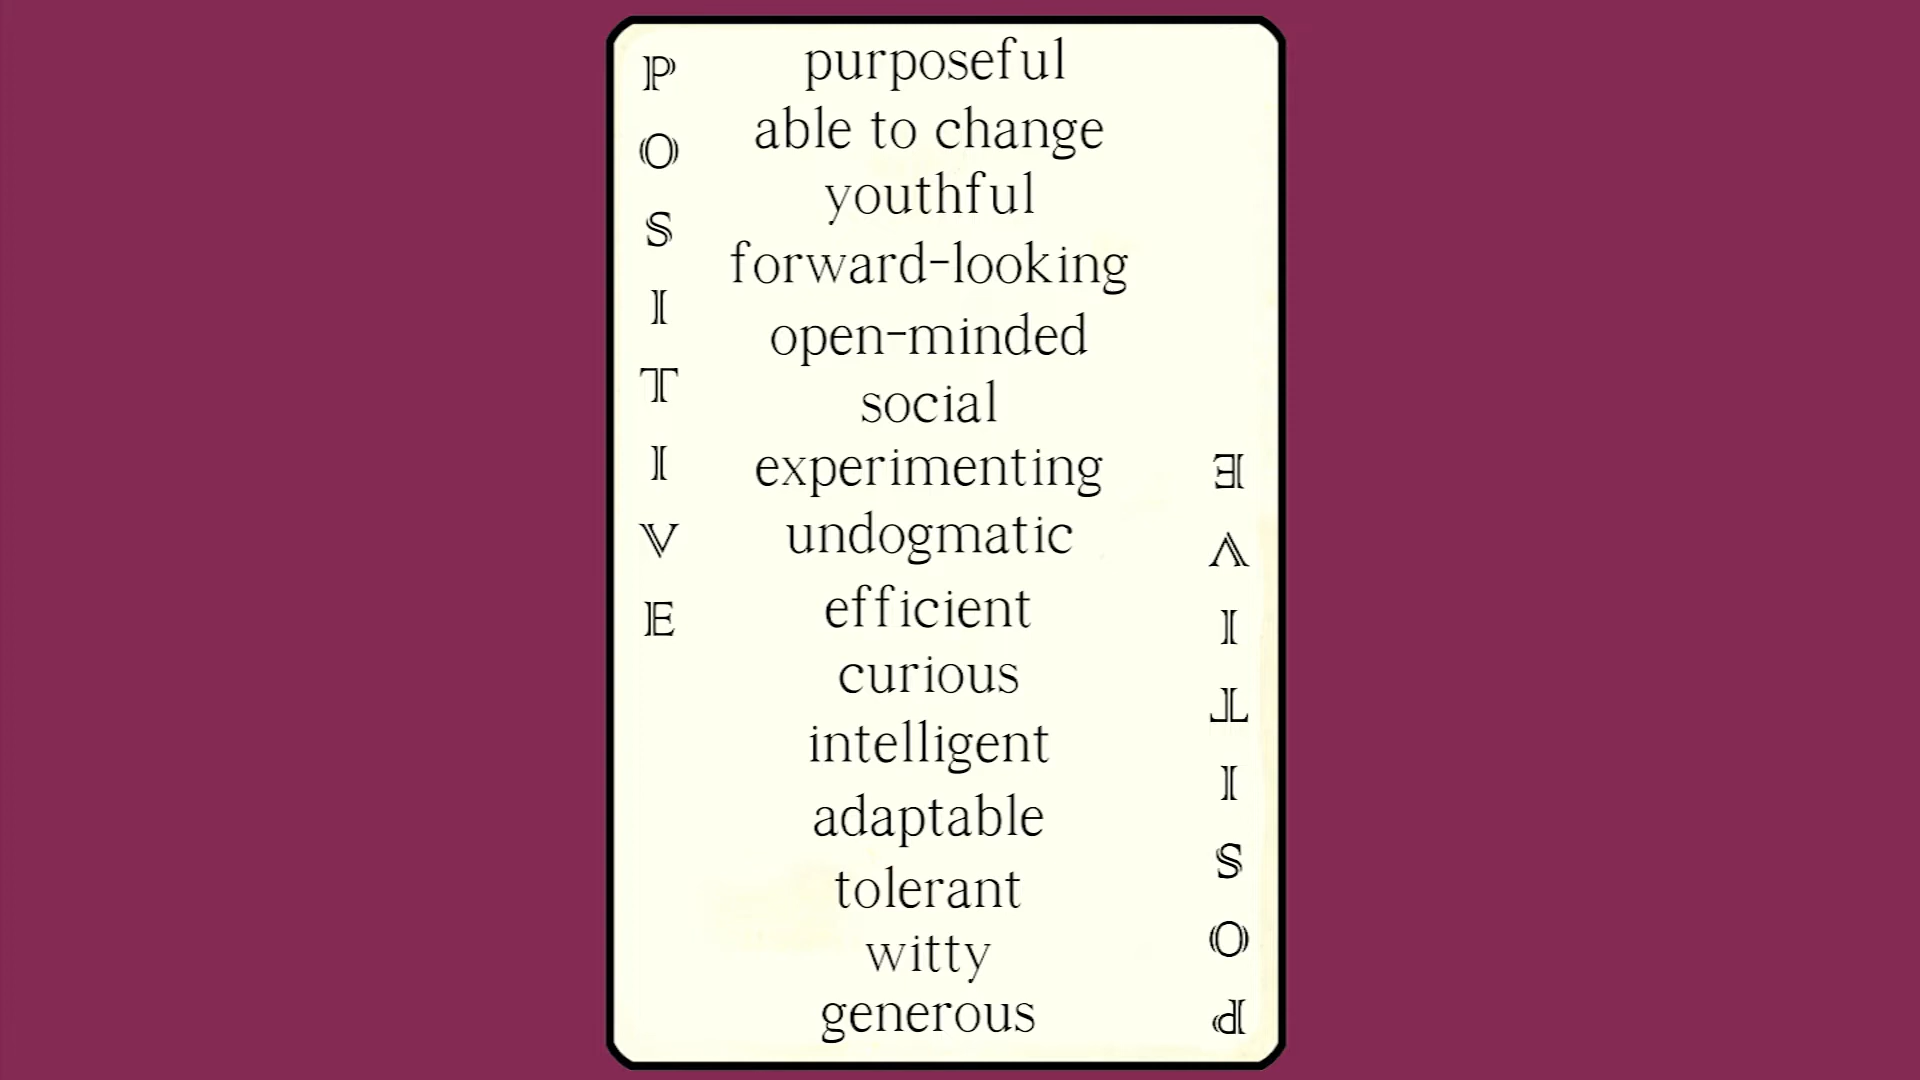 POSITIVE
purposeful
able to change
youthful
forward-looking
open-minded
social
experimenting
undogmatic
efficient
curious
intelligent
adaptable
tolerant
witty
generous
POSITIVE